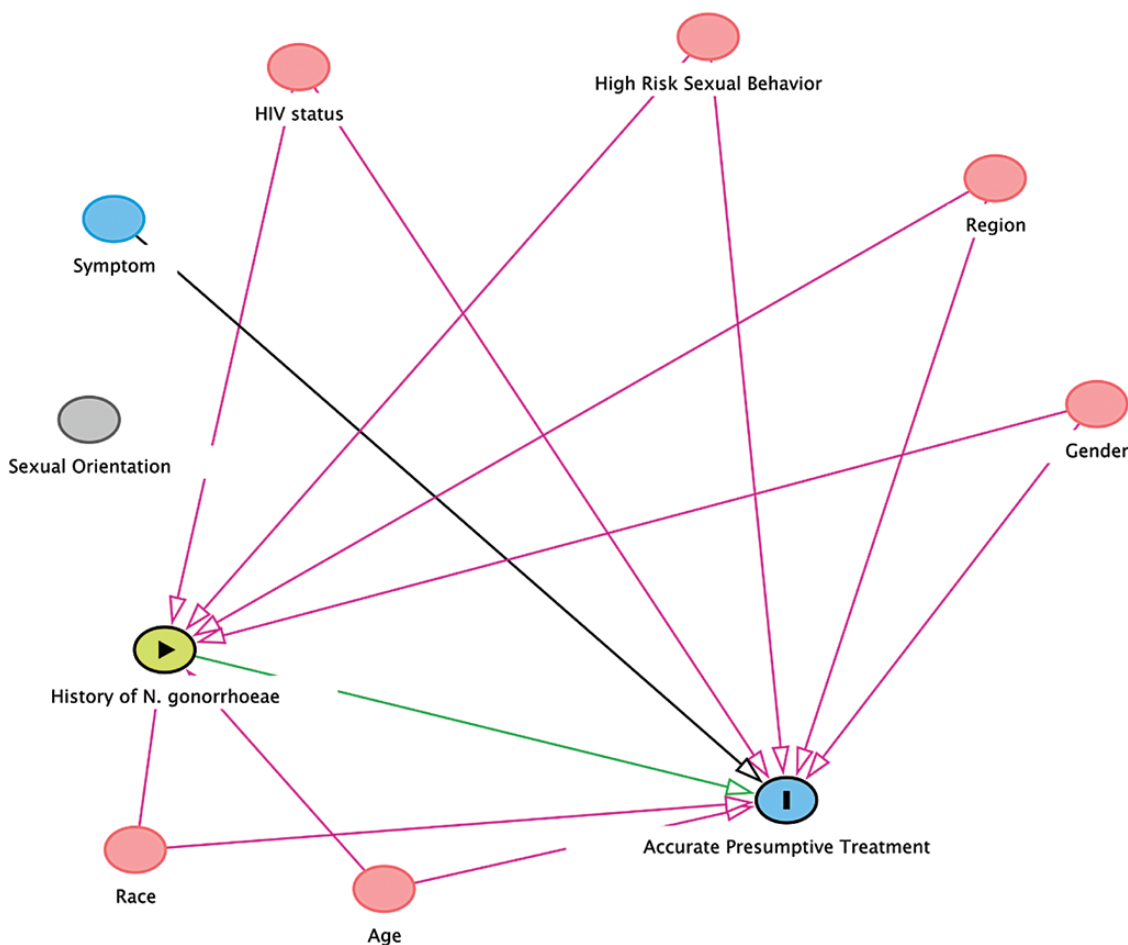 High Risk Sexual Behavior
HIV status
Region
Symptom
Gender
Sexual Orientation
History of N. gonorrhoeae
Accurate Presumptive Treatment
Race
Age